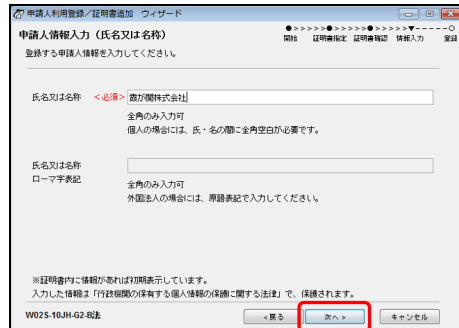 申請人利用登録／証明書追加　ウィザード
申請人情報入力（氏名又は名称）
●>>>>>●>>>>>●>>>>>▼-----○
開始　証明書指定　証明書確認　情報入力　登録
登録する申請人情報を入力してください。
氏名又は名称　＜必須＞　霞が関株式会社
全角のみ入力可
個人の場合には、氏・名の間に全角空白が必要です。
氏名又は名称
ローマ字表記
全角のみ入力可
外国法人の場合には、原語表記で入力してください。
※証明書内に情報があれば初期表示しています。
入力した情報は「行政機関の保有する個人情報の保護に関する法律」で、保護されます。
W02S-10JH-G2-B法
＜戻る　次へ＞　キャンセル